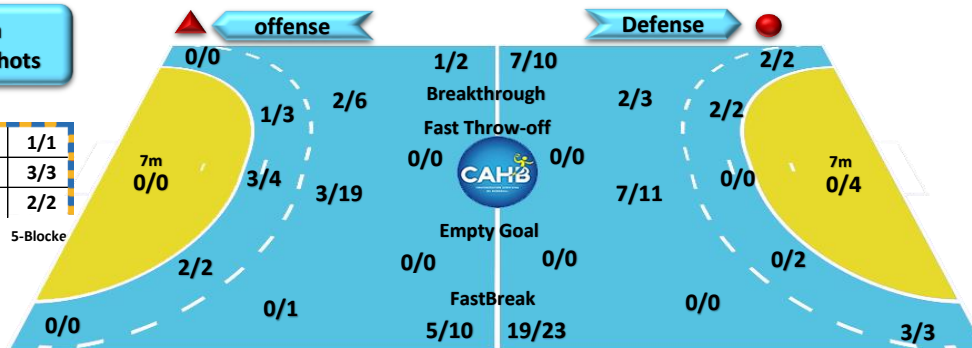 offense
Defense
hots
0/0
1/2
7/10
2/2
2/6
Breakthrough
2/3
1/3
2/2
Fast Throw-off
1/1
3/3
2/2
7m
0/0
0/0
0/0
CAHB
7m
0/4
3/4
3/19
7/11
0/0
5-Blocke
Empty Goal
2/2
0/0
0/0
0/2
0/1
FastBreak
0/0
0/0
5/10
19/23
3/3